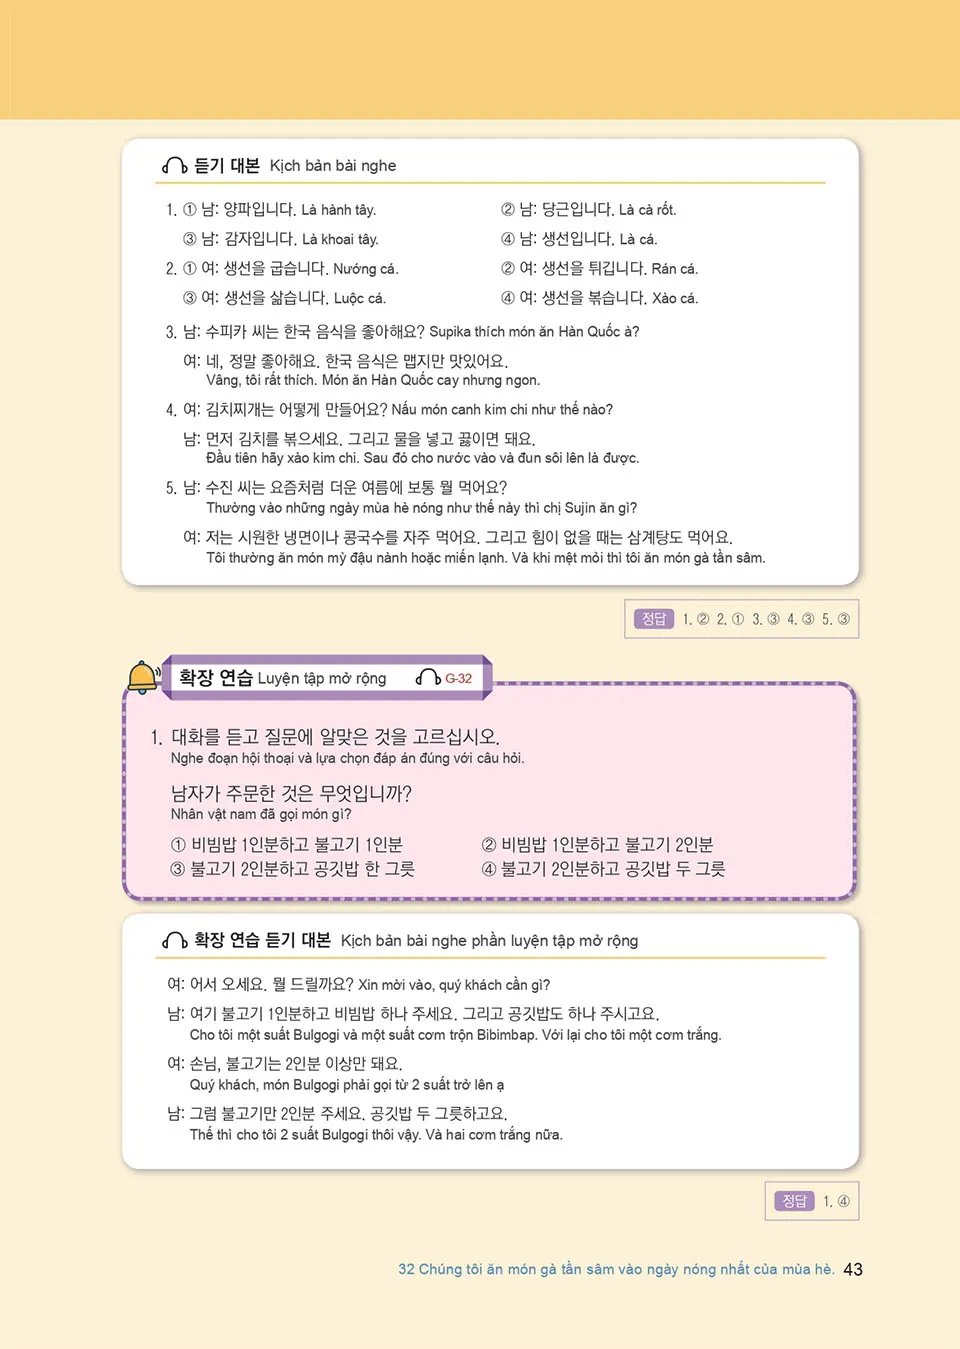 듣기 대본 Kịch bản bài nghe
1. ① 남: 양파입니다. Là hành tây. ② 남: 당근입니다. Là cà rốt.
③ 남: 감자입니다. Là khoai tây. ④ 남: 생선입니다. Là cá.
2. ① 여: 생선을 굽습니다. Nướng cá. ② 여: 생선을 튀깁니다. Rán cá.
③ 여: 생선을 삶습니다. Luộc cá. ④ 여: 생선을 볶습니다. Xào cá.
3. 남: 수피카 씨는 한국 음식을 좋아해요? Supika thích món ăn Hàn Quốc à?
여: 네, 정말 좋아해요. 한국 음식은 맵지만 맛있어요.
Vâng, tôi rất thích. Món ăn Hàn Quốc cay nhưng ngon.
4. 여: 김치찌개는 어떻게 만들어요? Nấu món canh kim chi như thế nào?
남: 먼저 김치를 볶으세요. 그리고 물을 넣고 끓이면 돼요.
Đầu tiên hãy xào kim chi. Sau đó cho nước vào và đun sôi lên là được.
5. 남: 수진 씨는 요즘처럼 더운 여름에 보통 뭘 먹어요?
Thường vào những ngày mùa hè nóng như thế này thì chị Sujin ăn gì?
여: 저는 시원한 냉면이나 콩국수를 자주 먹어요. 그리고 힘이 없을 때는 삼계탕도 먹어요.
Tôi thường ăn món mỳ đậu nành hoặc miến lạnh. Và khi mệt mỏi thì tôi ăn món gà tần sâm.
정답 1. ② 2. ① 3. ③ 4. ③ 5. ③
확장 연습 Luyện tập mở rộng G-32
1. 대화를 듣고 질문에 알맞은 것을 고르십시오.
Nghe đoạn hội thoại và lựa chọn đáp án đúng với câu hỏi.
남자가 주문한 것은 무엇입니까?
Nhân vật nam đã gọi món gì?
① 비빔밥 1인분하고 불고기 1인분 ② 비빔밥 1인분하고 불고기 2인분
③ 불고기 2인분하고 공깃밥 한 그릇 ④ 불고기 2인분하고 공깃밥 두 그릇
확장 연습 듣기 대본 Kịch bản bài nghe phần luyện tập mở rộng
여: 어서 오세요. 뭘 드릴까요? Xin mời vào, quý khách cần gì?
남: 여기 불고기 1인분하고 비빔밥 하나 주세요. 그리고 공깃밥도 하나 주시고요.
Cho tôi một suất Bulgogi và một suất cơm trộn Bibimbap. Với lại cho tôi một cơm trắng.
여: 손님, 불고기는 2인분 이상만 돼요.
Quý khách, món Bulgogi phải gọi từ 2 suất trở lên ạ
남: 그럼 불고기만 2인분 주세요. 공깃밥 두 그릇하고요.
Thế thì cho tôi 2 suất Bulgogi thôi vậy. Và hai cơm trắng nữa.
정답 1. ④
32 Chúng tôi ăn món gà tần sâm vào ngày nóng nhất của mùa hè. 43